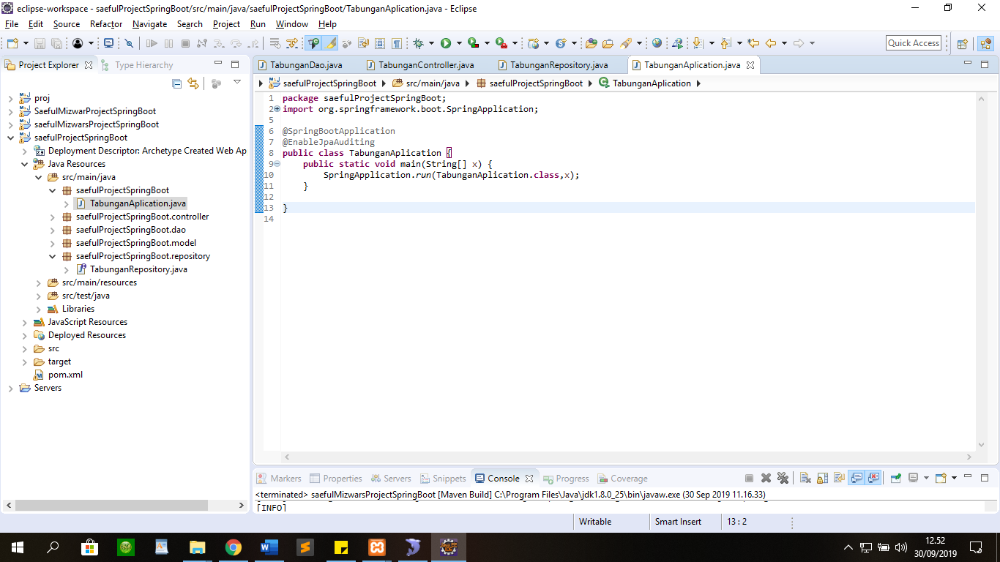 eclipse-workspace - saefulProjectSpringBoot/src/main/java/saefulProjectSpringBoot/TabunganAplication.java - Eclipse
File Edit Source Refactor Navigate Search Project Run Window Help
Quick Access
Project Explorer Type Hierarchy
proj
SaefulMizwarProjectSpringBoot
saefulMizwarsProjectSpringBoot
saefulProjectSpringBoot
Deployment Descriptor: Archetype Created Web Ap
Java Resources
src/main/java
saefulProjectSpringBoot
TabunganAplication.java
saefulProjectSpringBoot.controller
saefulProjectSpringBoot.dao
saefulProjectSpringBoot.model
saefulProjectSpringBoot.repository
TabunganRepository.java
src/main/resources
src/test/java
Libraries
JavaScript Resources
Deployed Resources
src
target
pom.xml
Servers
TabunganDao.java TabunganController.java TabunganRepository.java TabunganAplication.java
saefulProjectSpringBoot src/main/java saefulProjectSpringBoot TabunganAplication
1 package saefulProjectSpringBoot;
2 import org.springframework.boot.SpringApplication;
5
6 @SpringBootApplication
7 @EnableJpaAuditing
8 public class TabunganAplication {
9 public static void main(String[] x) {
10 SpringApplication.run(TabunganAplication.class,x);
11 }
12
13 }
14
Markers Properties Servers Snippets Console Progress Coverage
<terminated> saefulMizwarsProjectSpringBoot [Maven Build] C:\Program Files\Java\jdk1.8.0_25\bin\javaw.exe (30 Sep 2019 11.16.33)
[INFO]
Writable Smart Insert 13 : 2
12.52
30/09/2019